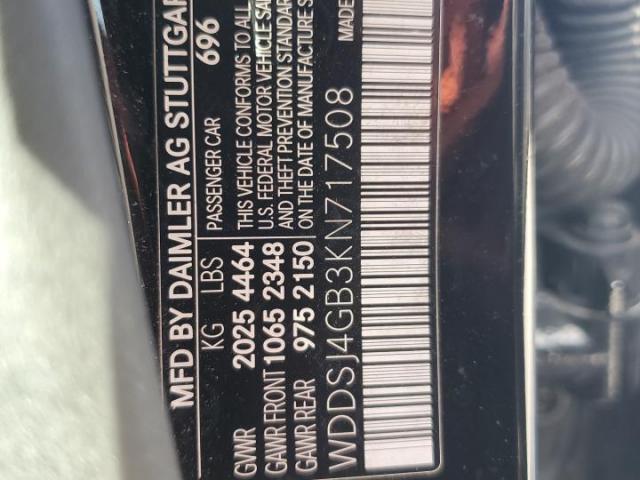 MFD BY DAIMLER AG STUTTGAR
KG LBS PASSENGER CAR 696
GVWR 2025 4464 THIS VEHICLE CONFORMS TO ALL
GAWR FRONT 1065 2348 U.S. FEDERAL MOTOR VEHICLE SA
AND THEFT PREVENTION STANDARD
GAWR REAR 975 2150 ON THE DATE OF MANUFACTURE S
WDDSJ4GB3KN717508 MADE